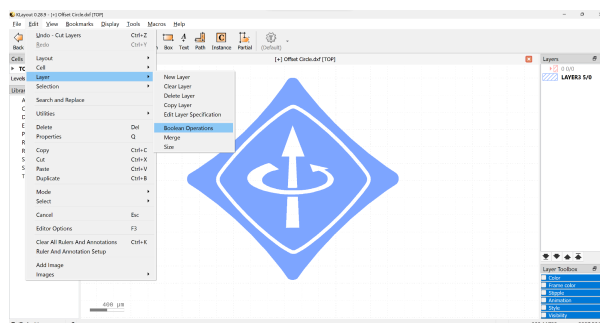 KLayout 0.28.9 - [+] Offset Circle.dxf [TOP]
File Edit View Bookmarks Display Tools Macros Help
Back
Box Text Path Instance Partial (Default)
Undo - Cut Layers Ctrl+Z
Redo Ctrl+Y
Layout
Cell
Layer
Selection
Search and Replace
Utilities
Delete Del
Properties Q
Copy Ctrl+C
Cut Ctrl+X
Paste Ctrl+V
Duplicate Ctrl+B
Mode
Select
Cancel Esc
Editor Options F3
Clear All Rulers And Annotations Ctrl+K
Ruler And Annotation Setup
Add Image
Images
New Layer
Clear Layer
Delete Layer
Copy Layer
Edit Layer Specification
Boolean Operations
Merge
Size
Cells
Levels
[+] Offset Circle.dxf [TOP]
400 μm
Layers
0 0/0
LAYER3 5/0
Layer Toolbox
Color
Frame color
Stipple
Animation
Style
Visibility